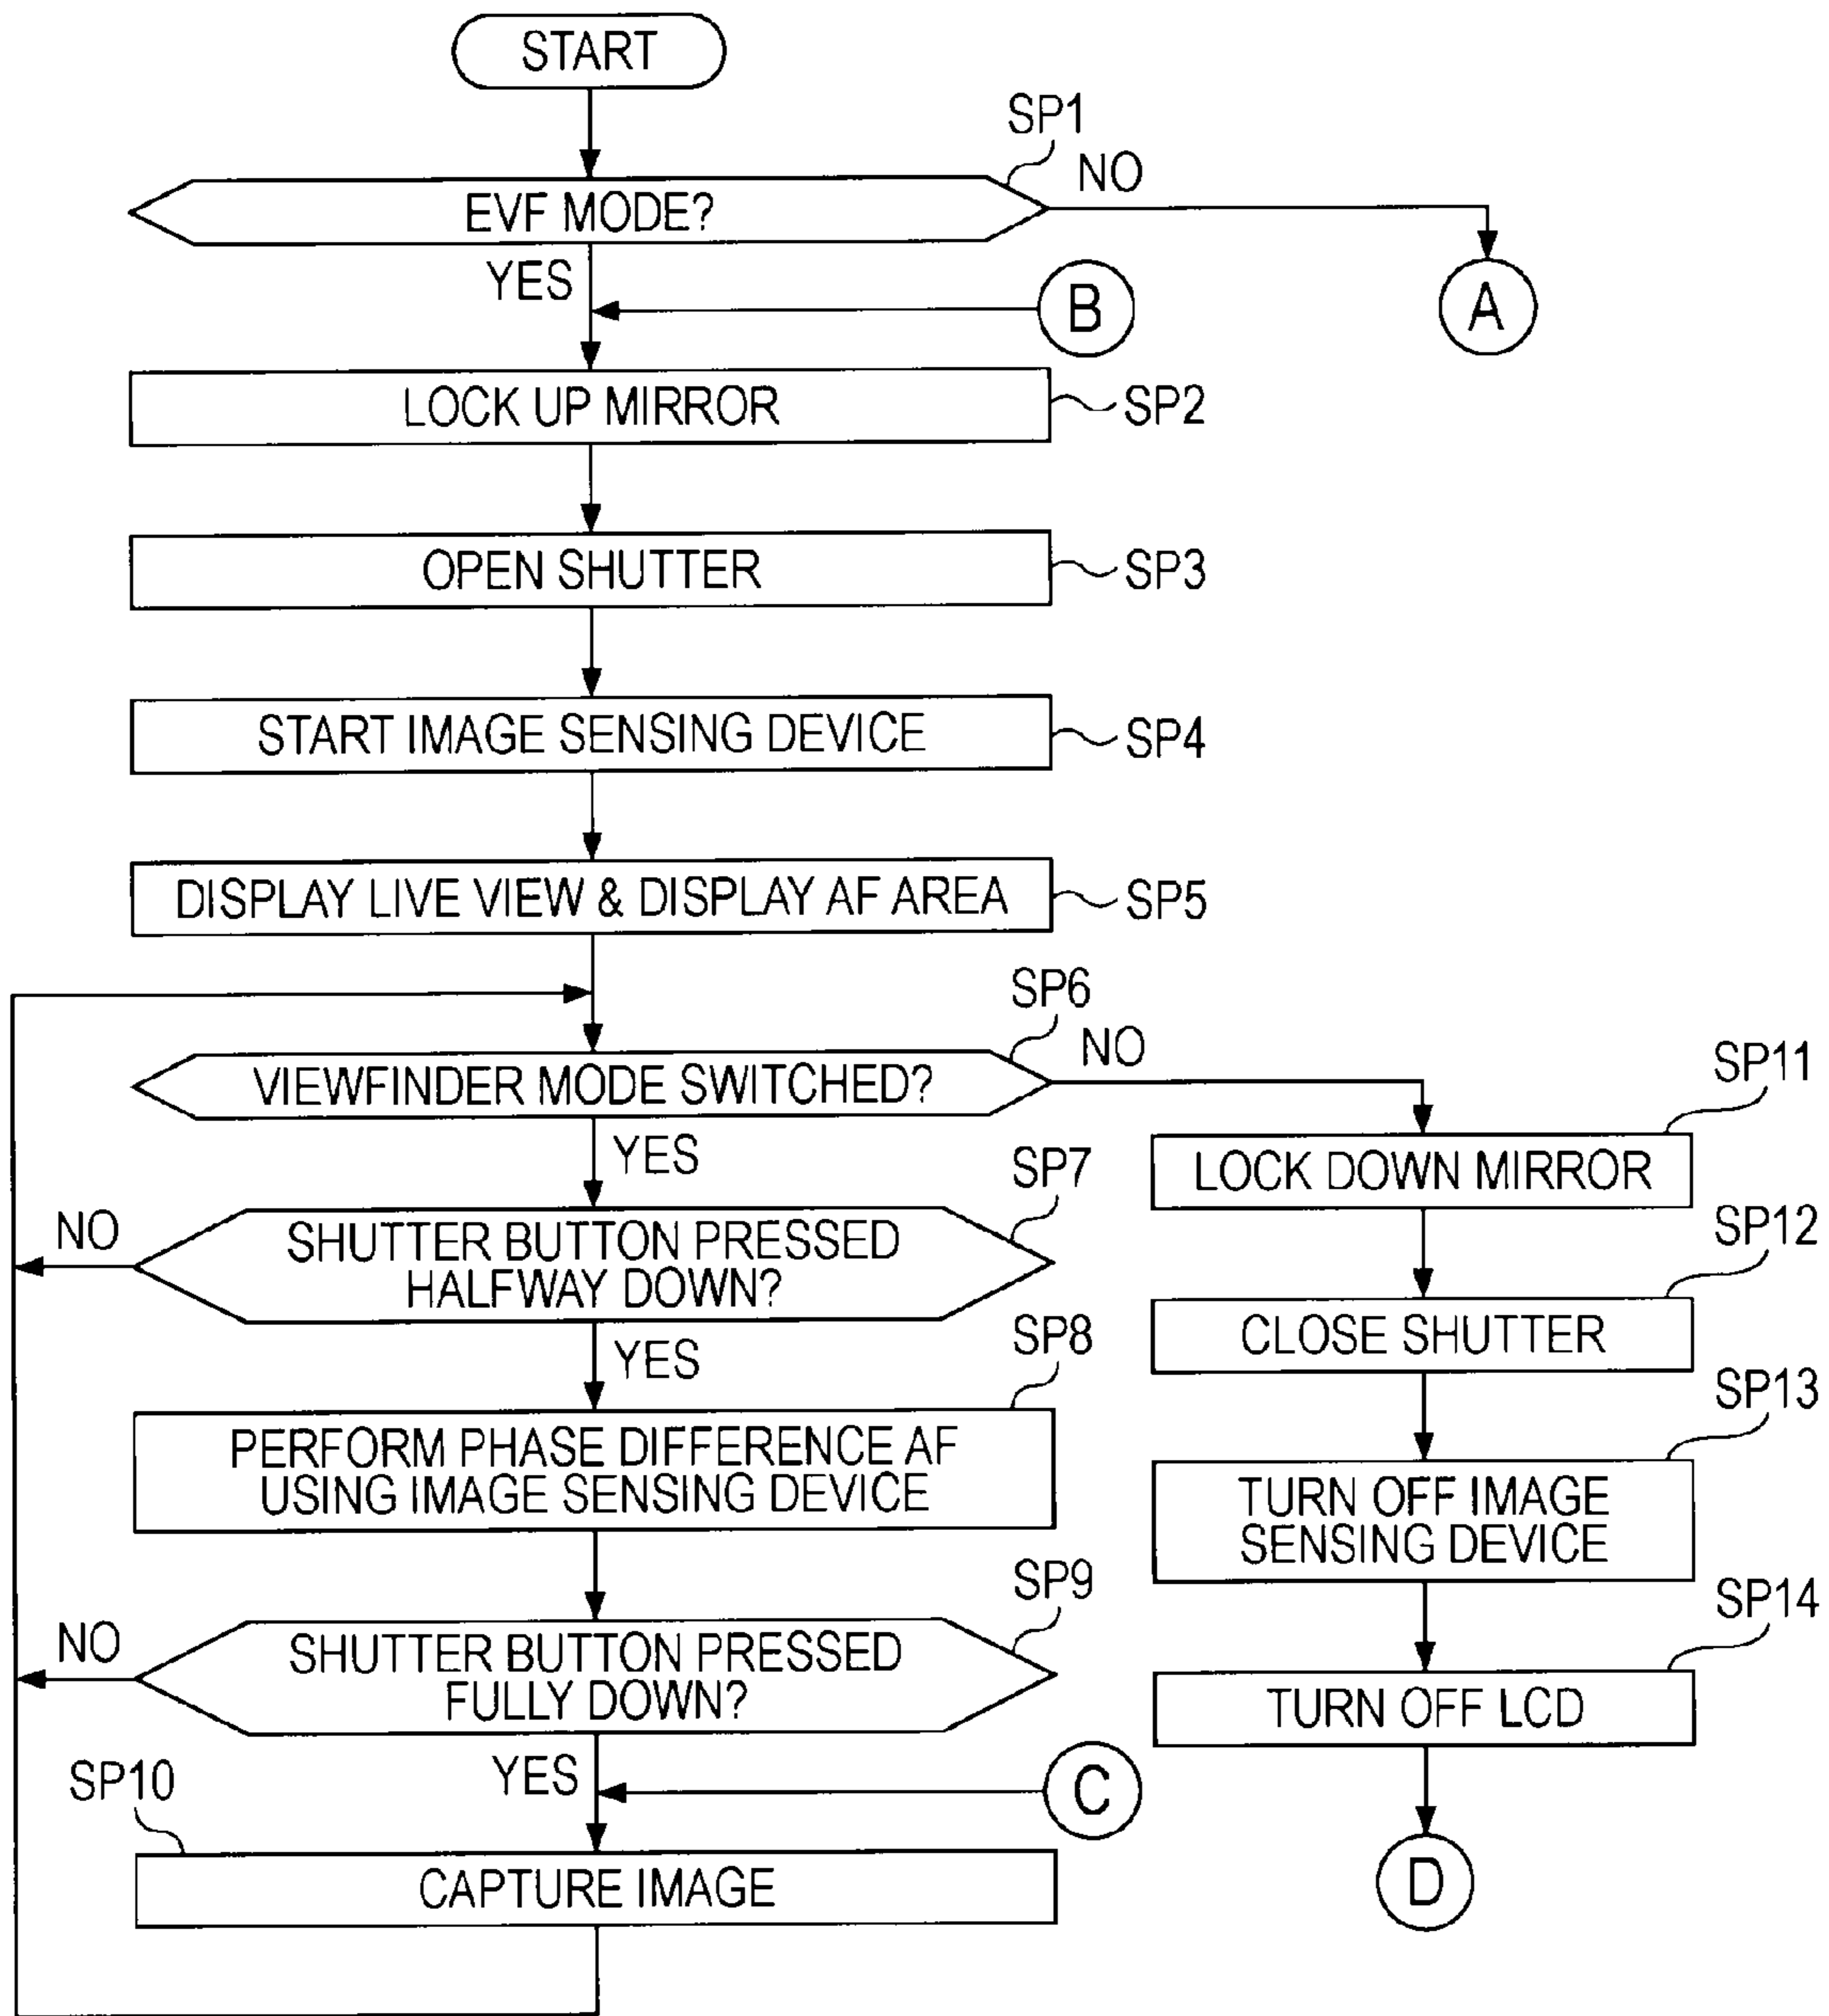 START
SP1
EVF MODE?
NO
YES
B
A
LOCK UP MIRROR
SP2
OPEN SHUTTER
SP3
START IMAGE SENSING DEVICE
SP4
DISPLAY LIVE VIEW & DISPLAY AF AREA
SP5
SP6
VIEWFINDER MODE SWITCHED?
NO
YES
SP7
NO
SHUTTER BUTTON PRESSED
HALFWAY DOWN?
YES
SP8
PERFORM PHASE DIFFERENCE AF
USING IMAGE SENSING DEVICE
SP9
NO
SHUTTER BUTTON PRESSED
FULLY DOWN?
YES
C
SP10
CAPTURE IMAGE
SP11
LOCK DOWN MIRROR
SP12
CLOSE SHUTTER
SP13
TURN OFF IMAGE
SENSING DEVICE
SP14
TURN OFF LCD
D